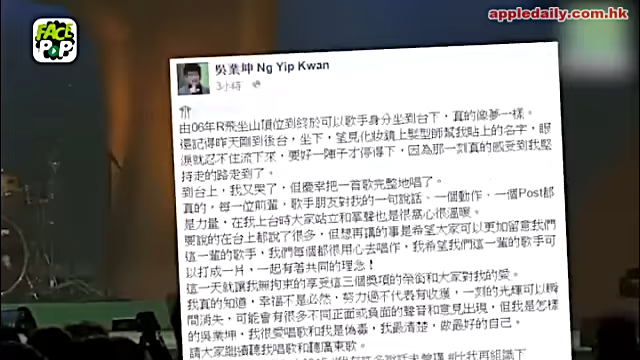 FACE POP
appledaily.com.hk
吳業坤 Ng Yip Kwan
3小時
由06年R飛坐山頂位到終於可以歌手身分坐到台下，真的像夢一樣。
還記得昨天剛到後台，坐下，望見化妝鏡上髮型師幫我貼上的名字，眼
淚就忍不住流下來，要好一陣子才停得下，因為那一刻真的感受到我堅
持走的路走到了。
到台上，我又哭了，但慶幸把一首歌完整地唱了。
真的，每一位前輩，歌手朋友對我的一句說話、一個動作、一個Post都
是力量，在我上台時大家站立和掌聲也是很窩心很溫暖。
要說的在台上都說了很多，但想再講的事是希望大家可以更加留意我們
這一輩的歌手，我們每個都很用心去唱作，我希望我們這一輩的歌手可
以打成一片，一起有著共同的理念！
這一天就讓我無拘束的享受這三個獎項的榮銜和大家對我的愛。
我真的知道，幸福不是必然，努力過不代表有收獲，一刻的光輝可以瞬
間消失，可能會有很多不同正面或負面的聲音和意見出現，但我是怎樣
的吳業坤，我很愛唱歌和我是偽毒，我最清楚，做最好的自己。
請大家繼續聽我唱歌和聽廣東歌。